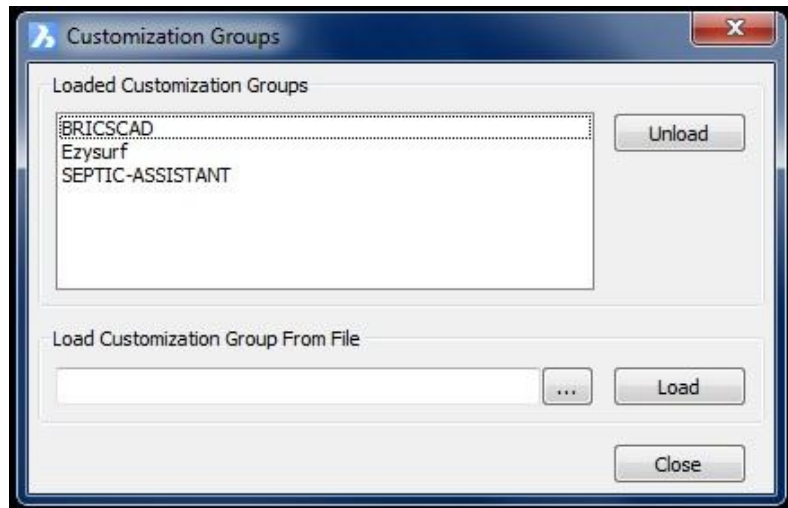 Customization Groups
Loaded Customization Groups
BRICSCAD
Ezysurf
SEPTIC-ASSISTANT
Unload
Load Customization Group From File
...
Load
Close